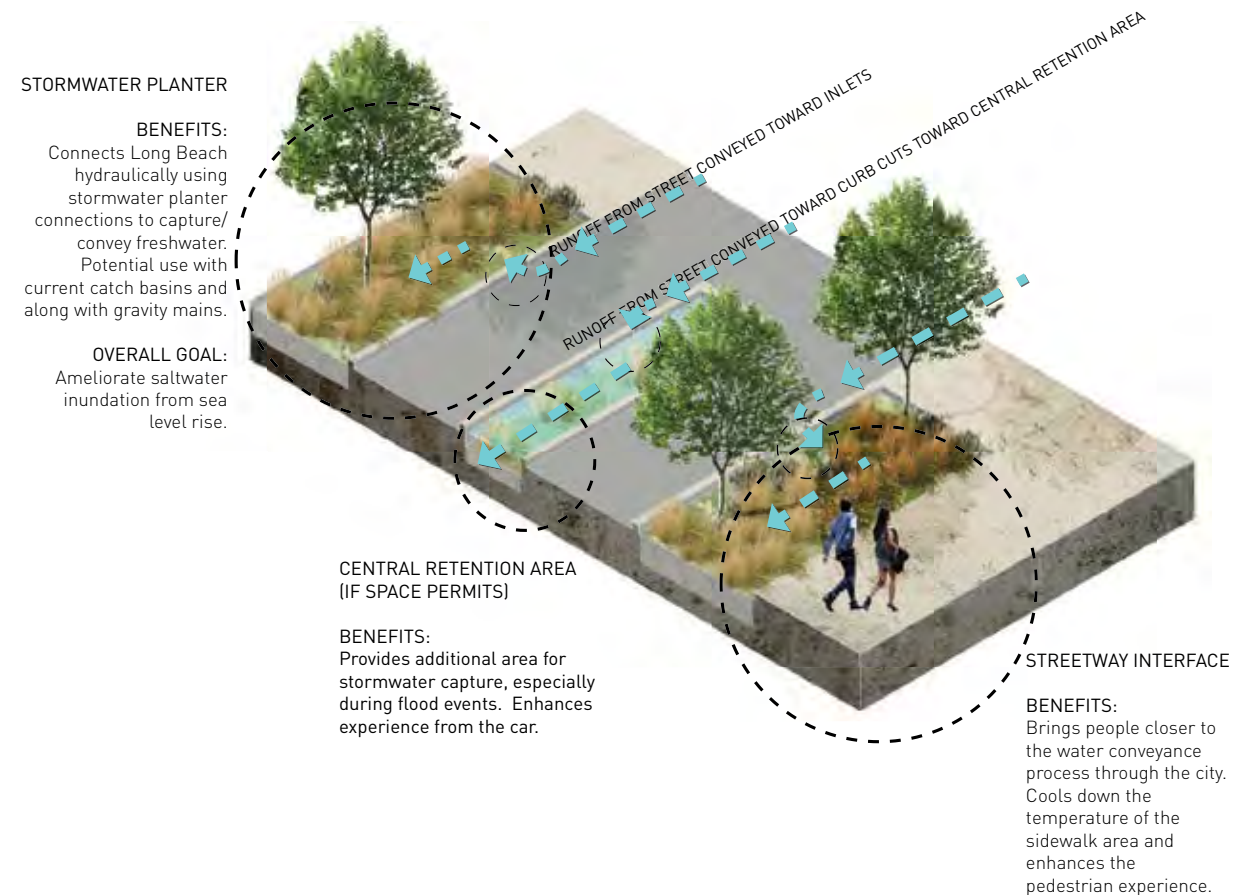 STORMWATER PLANTER
BENEFITS:
Connects Long Beach
hydraulically using
stormwater planter
connections to capture/
convey freshwater.
Potential use with
current catch basins and
along with gravity mains.
OVERALL GOAL:
Ameliorate saltwater
inundation from sea
level rise.
RUNOFF FROM STREET CONVEYED TOWARD INLETS
RUNOFF FROM STREET CONVEYED TOWARD CURB CUTS TOWARD CENTRAL RETENTION AREA
CENTRAL RETENTION AREA
(IF SPACE PERMITS)
BENEFITS:
Provides additional area for
stormwater capture, especially
during flood events.  Enhances
experience from the car.
STREETWAY INTERFACE
BENEFITS:
Brings people closer to
the water conveyance
process through the city.
Cools down the
temperature of the
sidewalk area and
enhances the
pedestrian experience.